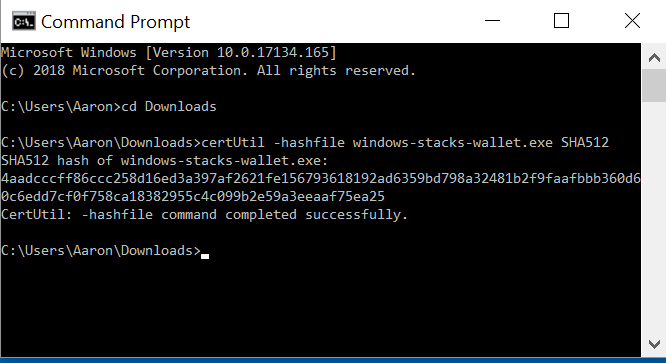 Command Prompt
Microsoft Windows [Version 10.0.17134.165]
(c) 2018 Microsoft Corporation. All rights reserved.
C:\Users\Aaron>cd Downloads
C:\Users\Aaron\Downloads>certUtil -hashfile windows-stacks-wallet.exe SHA512
SHA512 hash of windows-stacks-wallet.exe:
4aadcccff86ccc258d16ed3a397af2621fe156793618192ad6359bd798a32481b2f9faafbbb360d6
0c6edd7cf0f758ca18382955c4c099b2e59a3eeaaf75ea25
CertUtil: -hashfile command completed successfully.
C:\Users\Aaron\Downloads>